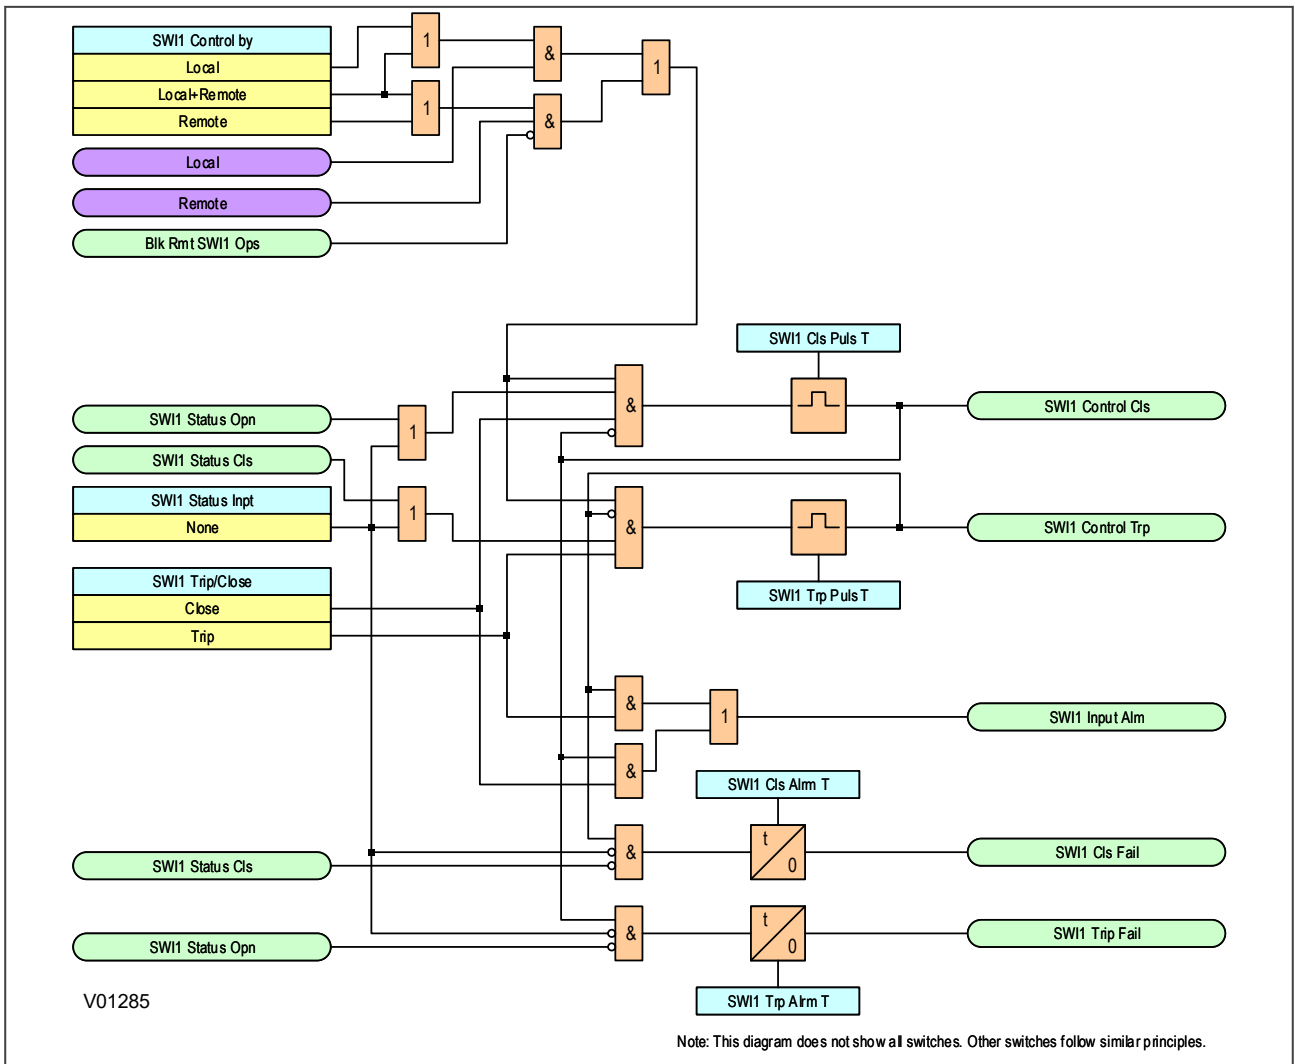 SWI1 Control by
Local
Local+Remote
Remote
Local
Remote
Blk Rmt SWI1 Ops
1
1
&
&
1
SWI1 Cls Puls T
SWI1 Status Opn
SWI1 Status Cls
SWI1 Status Inpt
None
1
1
&
&
SWI1 Control Cls
SWI1 Control Trp
SWI1 Trp Puls T
SWI1 Trip/Close
Close
Trip
&
&
1
SWI1 Input Alm
SWI1 Cls Alrm T
SWI1 Status Cls
&
t
0
SWI1 Cls Fail
SWI1 Status Opn
&
t
0
SWI1 Trip Fail
SWI1 Trp Alrm T
V01285
Note: This diagram does not show all switches. Other switches follow similar principles.